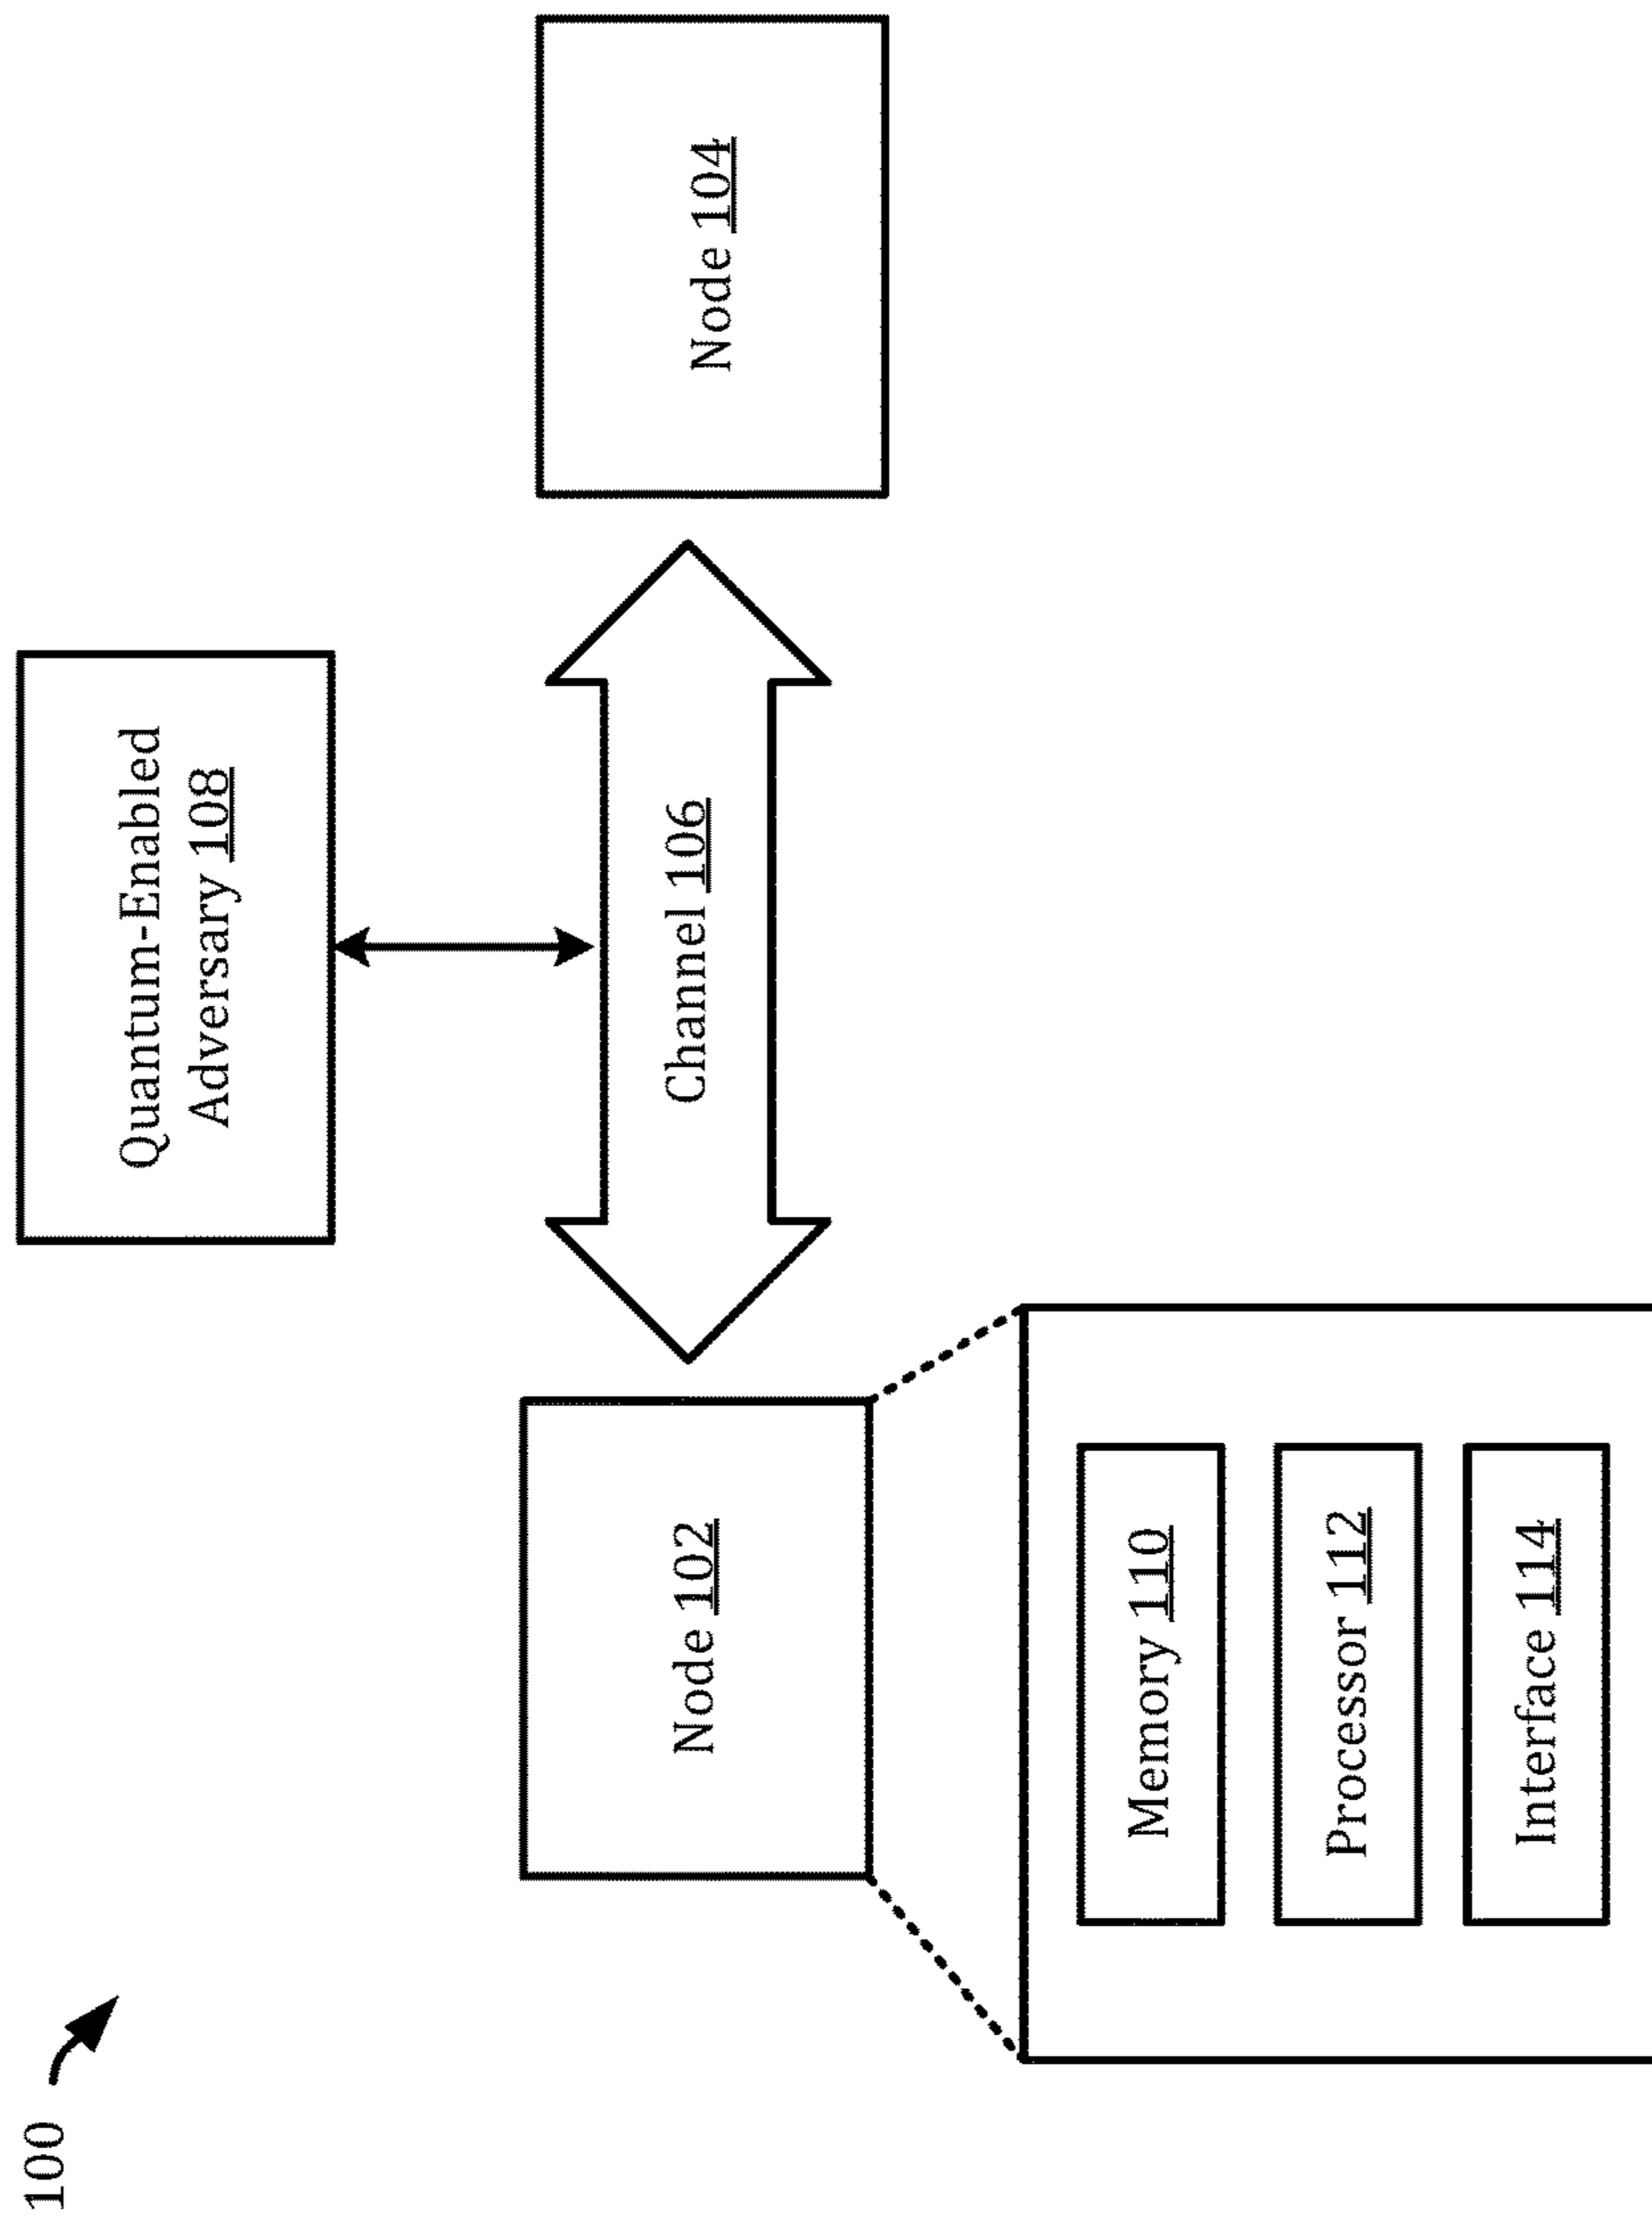 100
Quantum-Enabled
Adversary 108
Node 102
Channel 106
Node 104
Memory 110
Processor 112
Interface 114